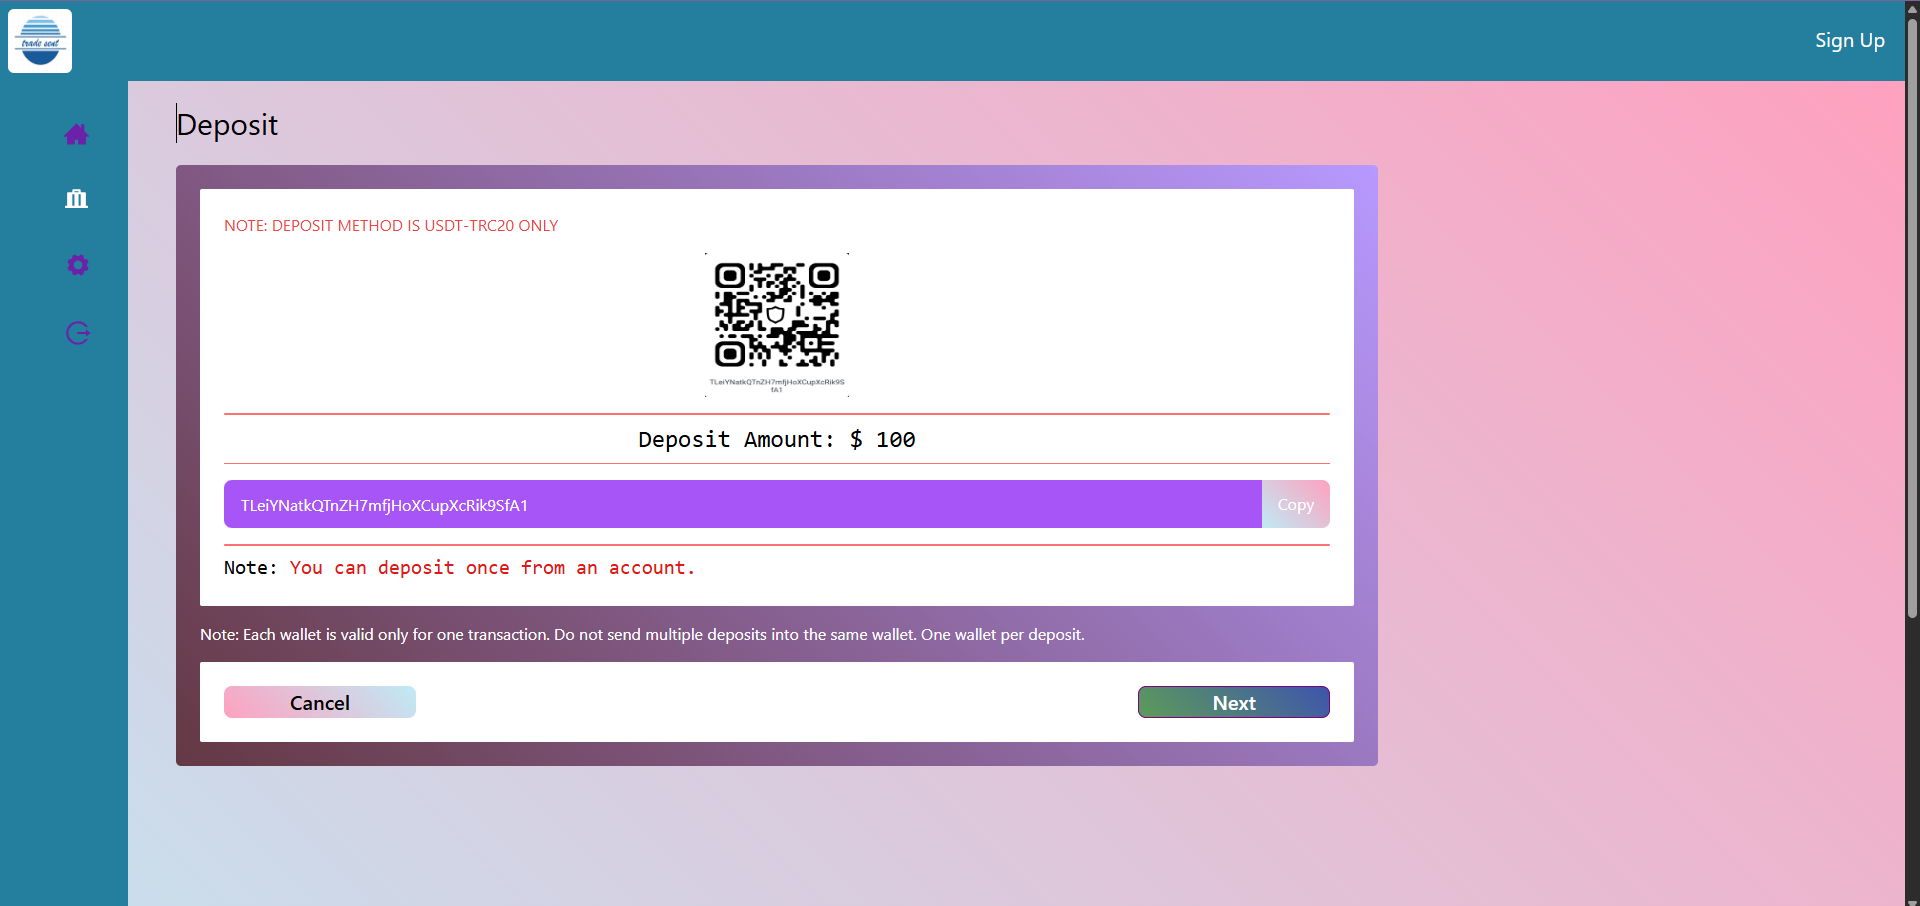 trade sent
Sign Up
Deposit
NOTE: DEPOSIT METHOD IS USDT-TRC20 ONLY
TLeiYNatkQTnZH7mfjHoXCupXcRik9S
fA1
Deposit Amount: $ 100
TLeiYNatkQTnZH7mfjHoXCupXcRik9SfA1
Copy
Note: You can deposit once from an account.
Note: Each wallet is valid only for one transaction. Do not send multiple deposits into the same wallet. One wallet per deposit.
Cancel
Next